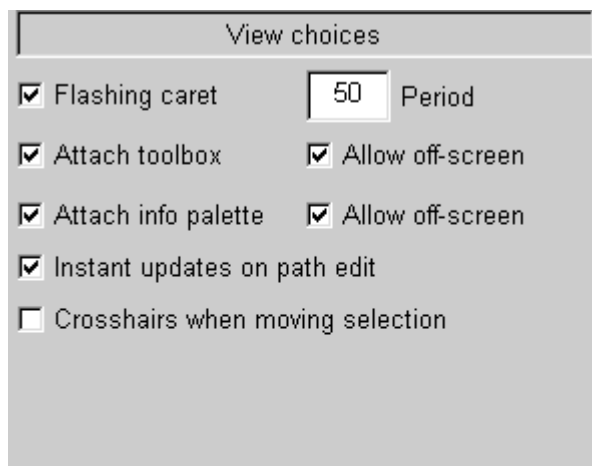 View choices
Flashing caret 50 Period
Attach toolbox Allow off-screen
Attach info palette Allow off-screen
Instant updates on path edit
Crosshairs when moving selection